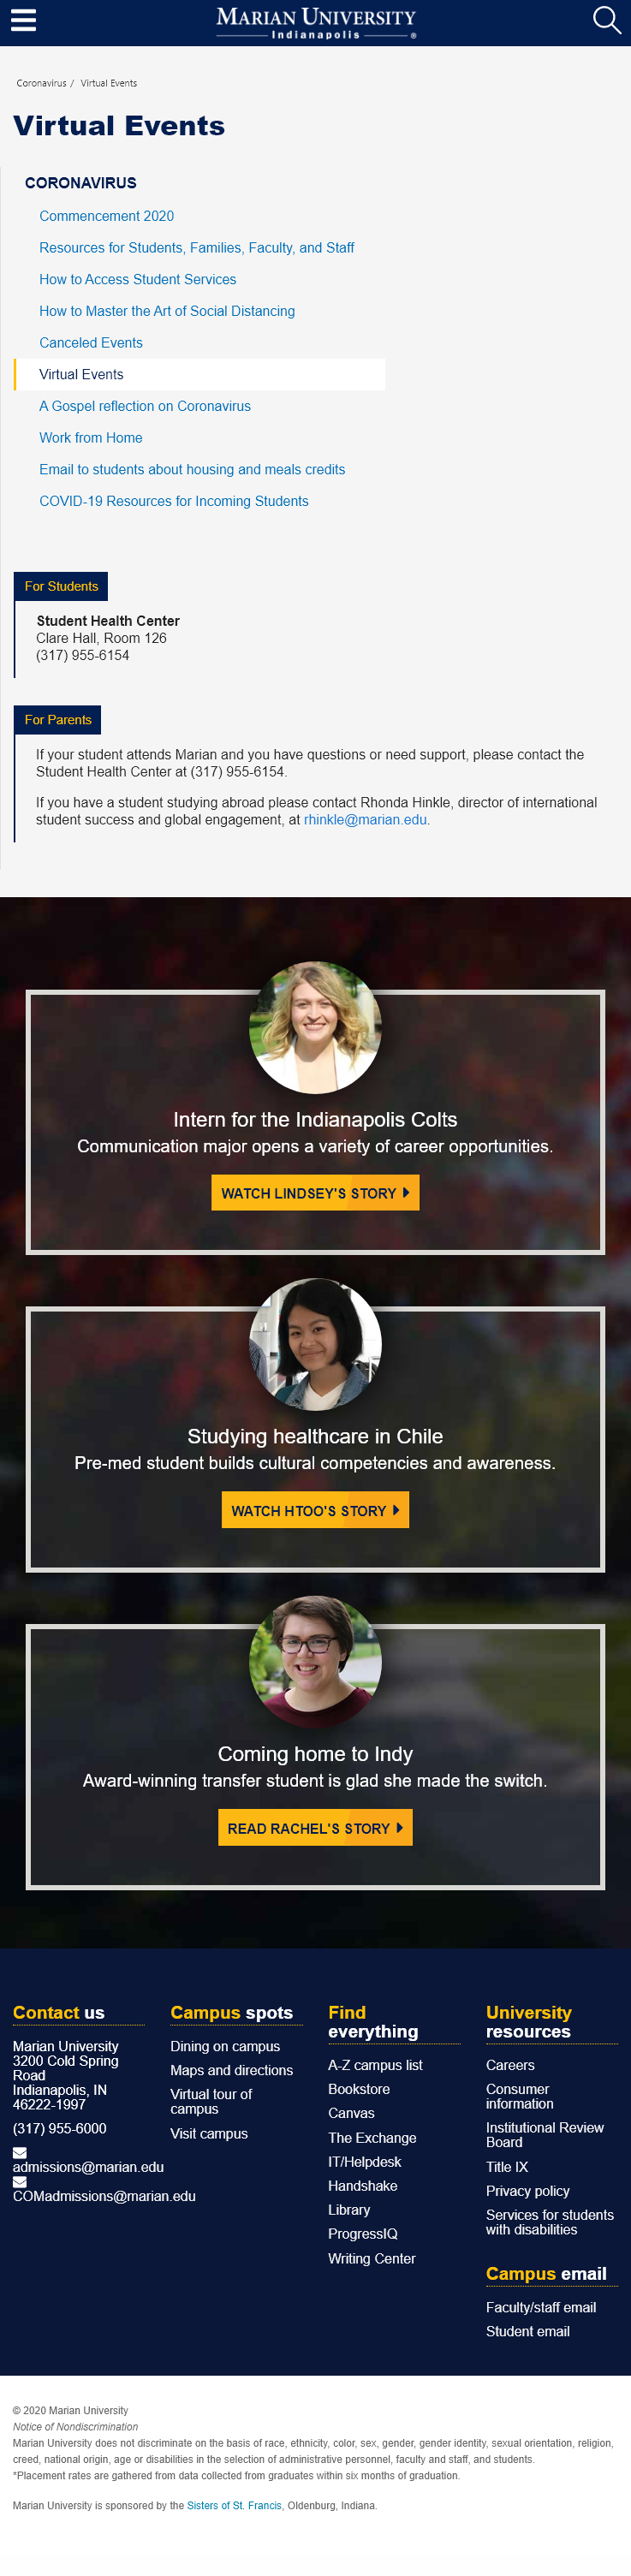 MARIAN UNIVERSITY
Indianapolis ®
Coronavirus / Virtual Events
Virtual Events
CORONAVIRUS
Commencement 2020
Resources for Students, Families, Faculty, and Staff
How to Access Student Services
How to Master the Art of Social Distancing
Canceled Events
Virtual Events
A Gospel reflection on Coronavirus
Work from Home
Email to students about housing and meals credits
COVID-19 Resources for Incoming Students
For Students
Student Health Center
Clare Hall, Room 126
(317) 955-6154
For Parents
If your student attends Marian and you have questions or need support, please contact the
Student Health Center at (317) 955-6154.
If you have a student studying abroad please contact Rhonda Hinkle, director of international
student success and global engagement, at rhinkle@marian.edu.
Intern for the Indianapolis Colts
Communication major opens a variety of career opportunities.
WATCH LINDSEY'S STORY
Studying healthcare in Chile
Pre-med student builds cultural competencies and awareness.
WATCH HTOO'S STORY
Coming home to Indy
Award-winning transfer student is glad she made the switch.
READ RACHEL'S STORY
Contact us
Marian University
3200 Cold Spring
Road
Indianapolis, IN
46222-1997
(317) 955-6000
admissions@marian.edu
COMadmissions@marian.edu
Campus spots
Dining on campus
Maps and directions
Virtual tour of
campus
Visit campus
Find
everything
A-Z campus list
Bookstore
Canvas
The Exchange
IT/Helpdesk
Handshake
Library
ProgressIQ
Writing Center
University
resources
Careers
Consumer
information
Institutional Review
Board
Title IX
Privacy policy
Services for students
with disabilities
Campus email
Faculty/staff email
Student email
© 2020 Marian University
Notice of Nondiscrimination
Marian University does not discriminate on the basis of race, ethnicity, color, sex, gender, gender identity, sexual orientation, religion,
creed, national origin, age or disabilities in the selection of administrative personnel, faculty and staff, and students.
*Placement rates are gathered from data collected from graduates within six months of graduation.
Marian University is sponsored by the Sisters of St. Francis, Oldenburg, Indiana.